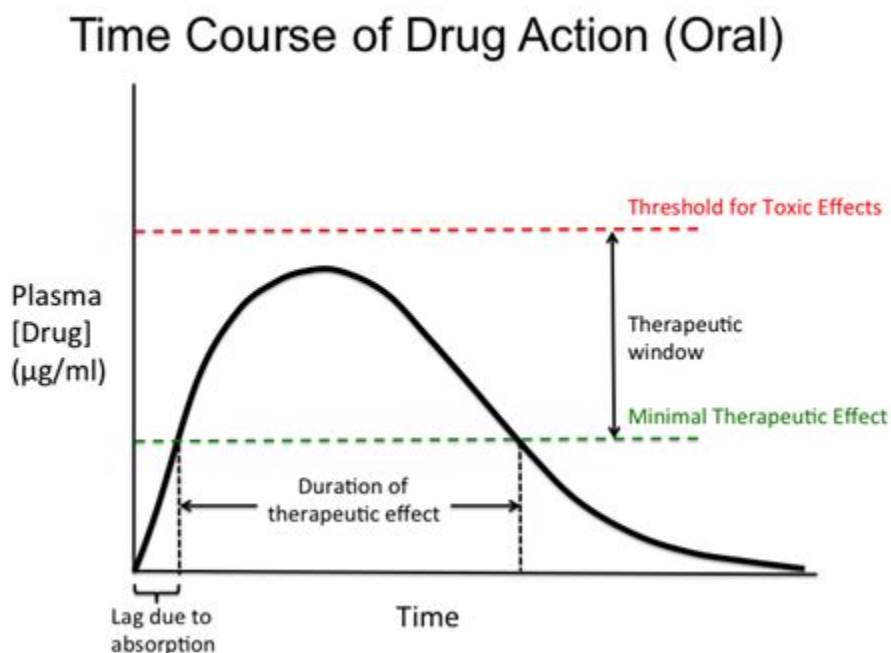 Time Course of Drug Action (Oral)
Threshold for Toxic Effects
Plasma
[Drug]
(µg/ml)
Therapeutic
window
Minimal Therapeutic Effect
Duration of
therapeutic effect
Lag due to
absorption
Time